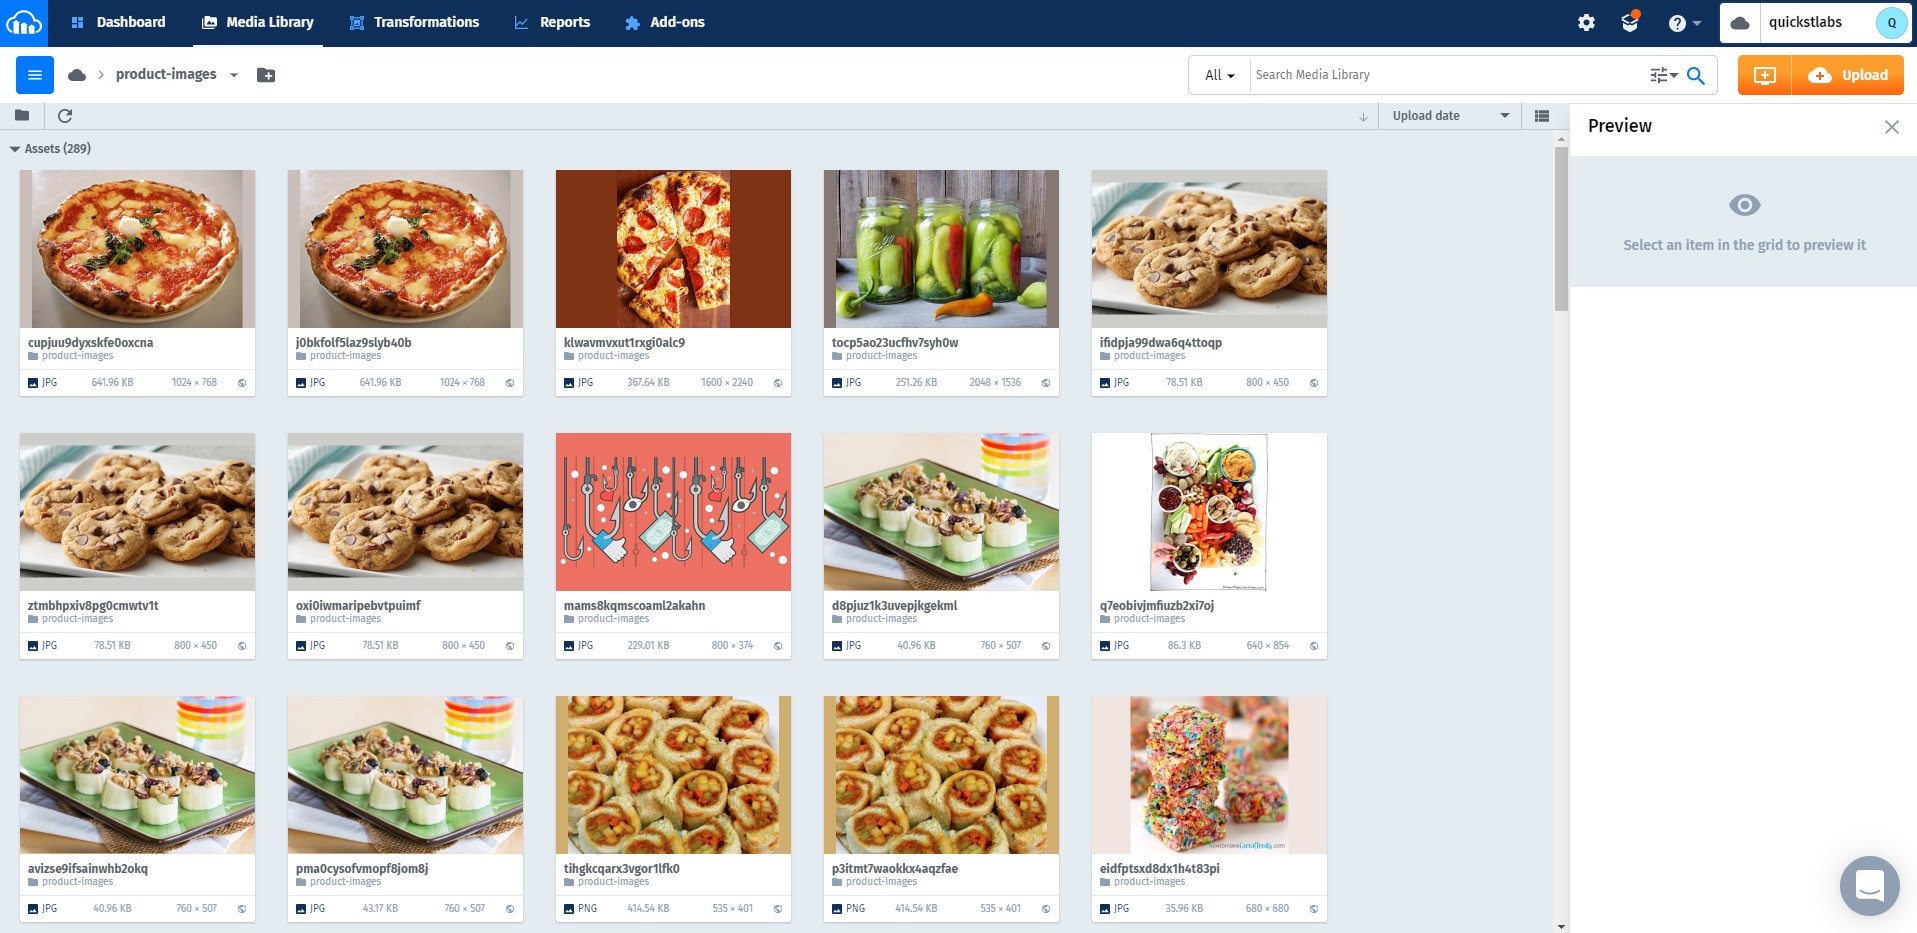 Dashboard
Media Library
Transformations
Reports
Add-ons
quickstlabs
Q
product-images
All
Search Media Library
Upload
Upload date
Preview
Assets (289)
Select an item in the grid to preview it
cupjuu9dyxskfe0oxcna
product-images
JPG 641.96 KB 1024 × 768
j0bkfolf5laz9slyb40b
product-images
JPG 641.96 KB 1024 × 768
klwavmvxut1rxgi0alc9
product-images
JPG 367.64 KB 1600 × 2240
tocp5ao23ucfhv7syh0w
product-images
JPG 251.26 KB 2048 × 1536
ifidpja99dwa6q4ttoqp
product-images
JPG 78.51 KB 800 × 450
ztmbhpxiv8pg0cmwtv1t
product-images
JPG 78.51 KB 800 × 450
oxi0iwmaripebvtpuimf
product-images
JPG 78.51 KB 800 × 450
mams8kqmscoaml2akahn
product-images
JPG 229.01 KB 800 × 374
d8pjuz1k3uvepjkgekml
product-images
JPG 40.96 KB 760 × 507
q7eobivjmfiuzb2xi7oj
product-images
JPG 86.3 KB 640 × 854
avizse9ifsainwhb2okq
product-images
JPG 40.96 KB 760 × 507
pma0cysofvmopf8jom8j
product-images
JPG 43.17 KB 760 × 507
tihgkcqarx3vgor1lfk0
product-images
PNG 414.54 KB 535 × 401
p3itmt7waokkx4aqzfae
product-images
PNG 414.54 KB 535 × 401
howtomakeCerealTreats.com
eidfptsxd8dx1h4t83pi
product-images
JPG 35.96 KB 680 × 680